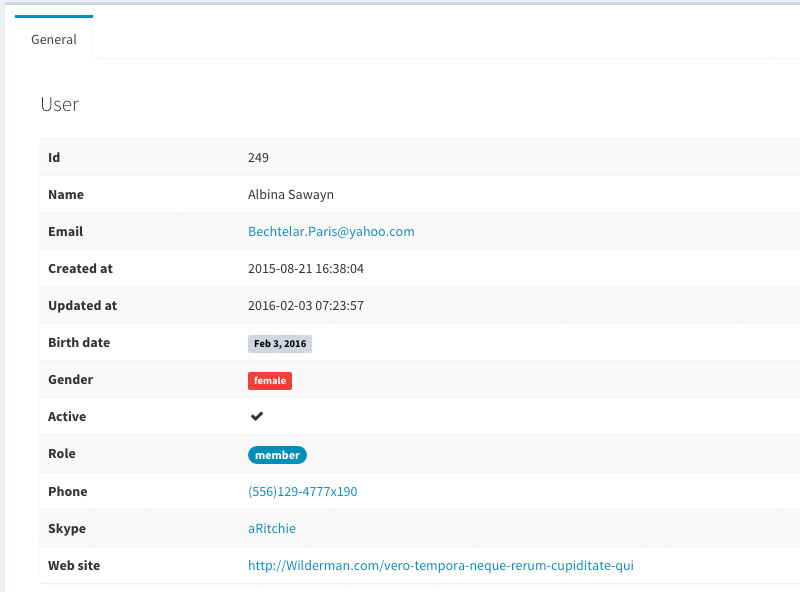 General
User
Id 249
Name Albina Sawayn
Email Bechtelar.Paris@yahoo.com
Created at 2015-08-21 16:38:04
Updated at 2016-02-03 07:23:57
Birth date Feb 3, 2016
Gender female
Active
Role member
Phone (556)129-4777x190
Skype aRitchie
Web site http://Wilderman.com/vero-tempora-neque-rerum-cupiditate-qui